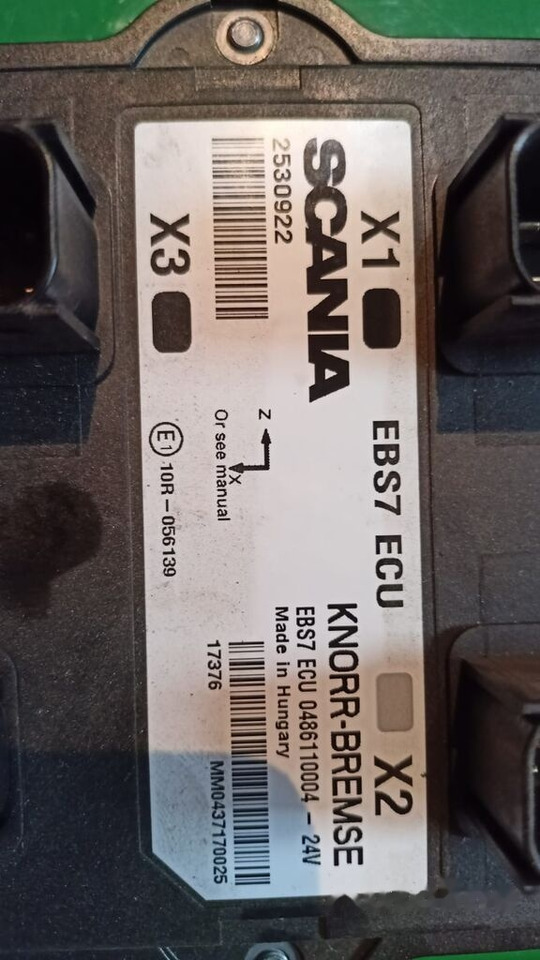 X1
EBS7 ECU
X2
SCANIA
KNORR-BREMSE
EBS7 ECU 0486110004 - 24V
Made in Hungary
2530922
Z
X
Or see manual
17376
MM0437170025
X3
E1 10R-056139